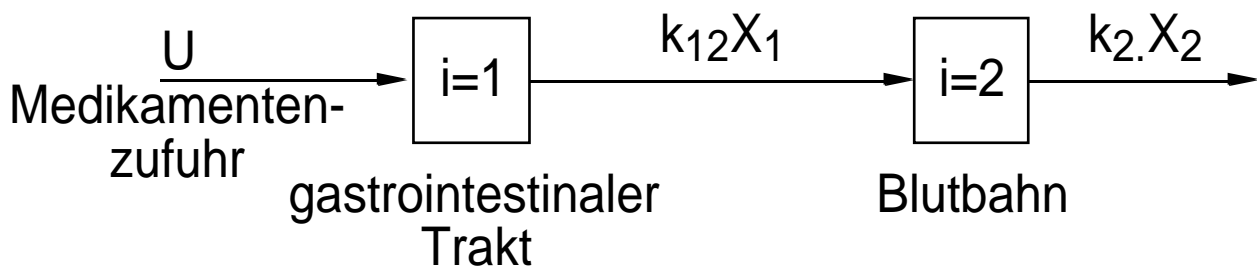 U
Medikamenten-
zufuhr
i=1
gastrointestinaler
Trakt
k₁₂X₁
i=2
Blutbahn
k₂.X₂